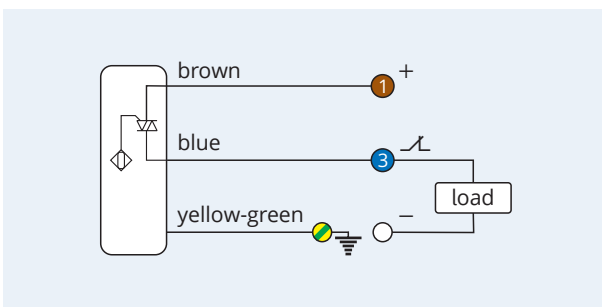 brown
1
+
blue
3
load
yellow-green
–